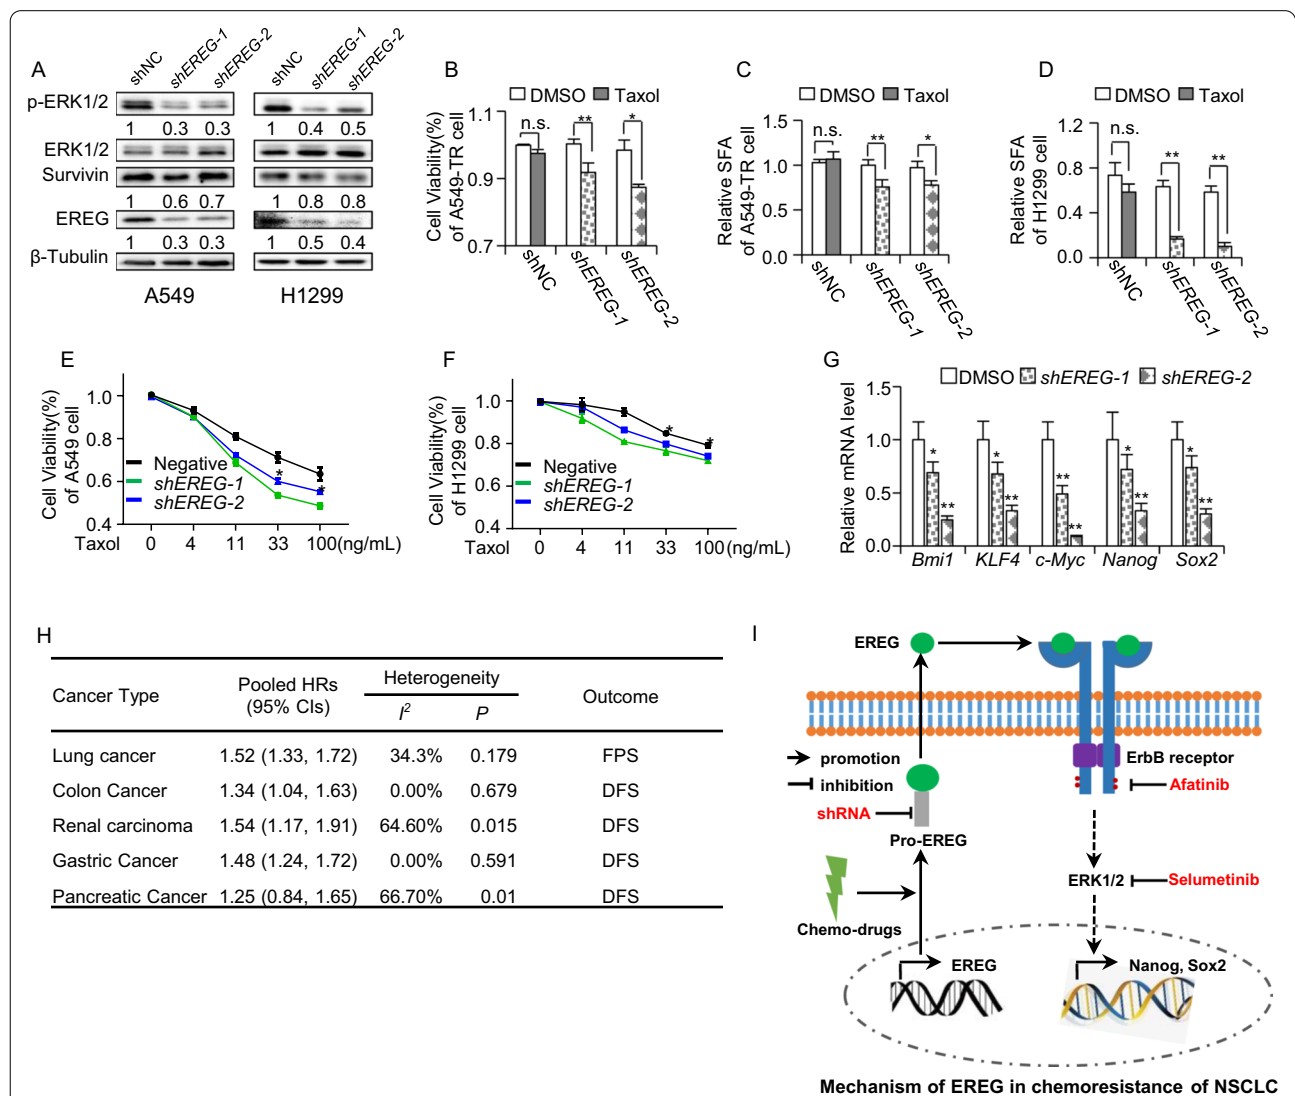 A
shNC
shEREG-1
shEREG-2
shNC
shEREG-1
shEREG-2
p-ERK1/2
1 0.3 0.3 1 0.4 0.5
ERK1/2
Survivin
1 0.6 0.7 1 0.8 0.8
EREG
1 0.3 0.3 1 0.5 0.4
β-Tubulin
A549 H1299
B
DMSO Taxol
Cell Viability(%)
of A549-TR cell
1.1
0.9
0.7
n.s.
**
*
shNC
shEREG-1
shEREG-2
C
DMSO Taxol
Relative SFA
of A549-TR cell
1.5
1.0
0.5
0.0
n.s.
**
*
shNC
shEREG-1
shEREG-2
D
DMSO Taxol
Relative SFA
of H1299 cell
1.2
0.6
0.0
n.s.
**
**
shNC
shEREG-1
shEREG-2
E
Cell Viability(%)
of A549 cell
1.0
0.8
0.6
0.4
Negative
shEREG-1
shEREG-2
*
*
Taxol 0 4 11 33 100(ng/mL)
F
Cell Viability(%)
of H1299 cell
1.0
0.8
0.6
0.4
Negative
shEREG-1
shEREG-2
*
*
Taxol 0 4 11 33 100(ng/mL)
G
DMSO shEREG-1 shEREG-2
Relative mRNA level
1.5
1.0
0.5
0.0
* ** * ** ** ** * ** * **
Bmi1 KLF4 c-Myc Nanog Sox2
H
Cancer Type Pooled HRs (95% CIs) Heterogeneity Outcome
I² P
Lung cancer 1.52 (1.33, 1.72) 34.3% 0.179 FPS
Colon Cancer 1.34 (1.04, 1.63) 0.00% 0.679 DFS
Renal carcinoma 1.54 (1.17, 1.91) 64.60% 0.015 DFS
Gastric Cancer 1.48 (1.24, 1.72) 0.00% 0.591 DFS
Pancreatic Cancer 1.25 (0.84, 1.65) 66.70% 0.01 DFS
I
EREG
promotion
inhibition
shRNA
Pro-EREG
Chemo-drugs
EREG
ErbB receptor
Afatinib
ERK1/2
Selumetinib
Nanog, Sox2
Mechanism of EREG in chemoresistance of NSCLC